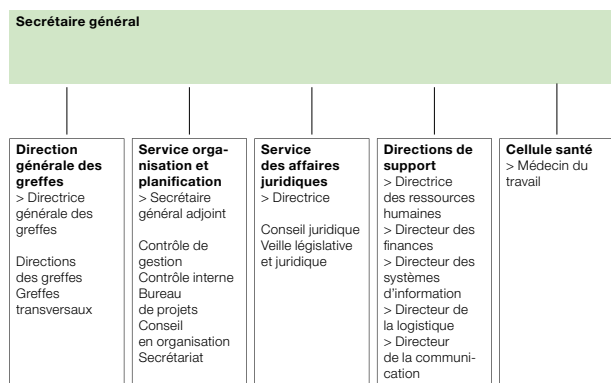 Secrétaire général
Direction
générale des
greffes
> Directrice
générale des
greffes
Directions
des greffes
Greffes
transversaux
Service orga-
nisation et
planification
> Secrétaire
général adjoint
Contrôle de
gestion
Contrôle interne
Bureau
de projets
Conseil
en organisation
Secrétariat
Service
des affaires
juridiques
> Directrice
Conseil juridique
Veille législative
et juridique
Directions de
support
> Directrice
des ressources
humaines
> Directeur des
finances
> Directeur des
systèmes
d'information
> Directeur de
la logistique
> Directeur
de la communi-
cation
Cellule santé
> Médecin du
travail